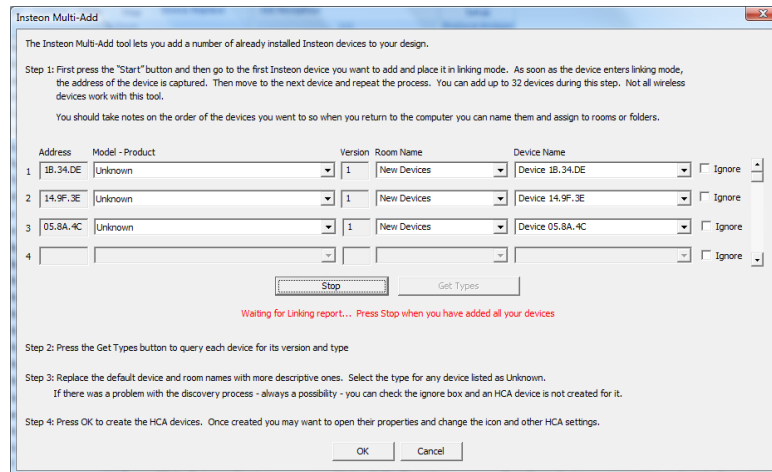 Insteon Multi-Add
The Insteon Multi-Add tool lets you add a number of already installed Insteon devices to your design.
Step 1: First press the "Start" button and then go to the first Insteon device you want to add and place it in linking mode. As soon as the device enters linking mode,
the address of the device is captured. Then move to the next device and repeat the process. You can add up to 32 devices during this step. Not all wireless
devices work with this tool.
You should take notes on the order of the devices you went to so when you return to the computer you can name them and assign to rooms or folders.
Address Model - Product Version Room Name Device Name
1 1B.34.DE Unknown 1 New Devices Device 1B.34.DE Ignore
2 14.9F.3E Unknown 1 New Devices Device 14.9F.3E Ignore
3 05.8A.4C Unknown 1 New Devices Device 05.8A.4C Ignore
4 Ignore
Stop Get Types
Waiting for Linking report... Press Stop when you have added all your devices
Step 2: Press the Get Types button to query each device for its version and type
Step 3: Replace the default device and room names with more descriptive ones. Select the type for any device listed as Unknown.
If there was a problem with the discovery process - always a possibility - you can check the ignore box and an HCA device is not created for it.
Step 4: Press OK to create the HCA devices. Once created you may want to open their properties and change the icon and other HCA settings.
OK Cancel